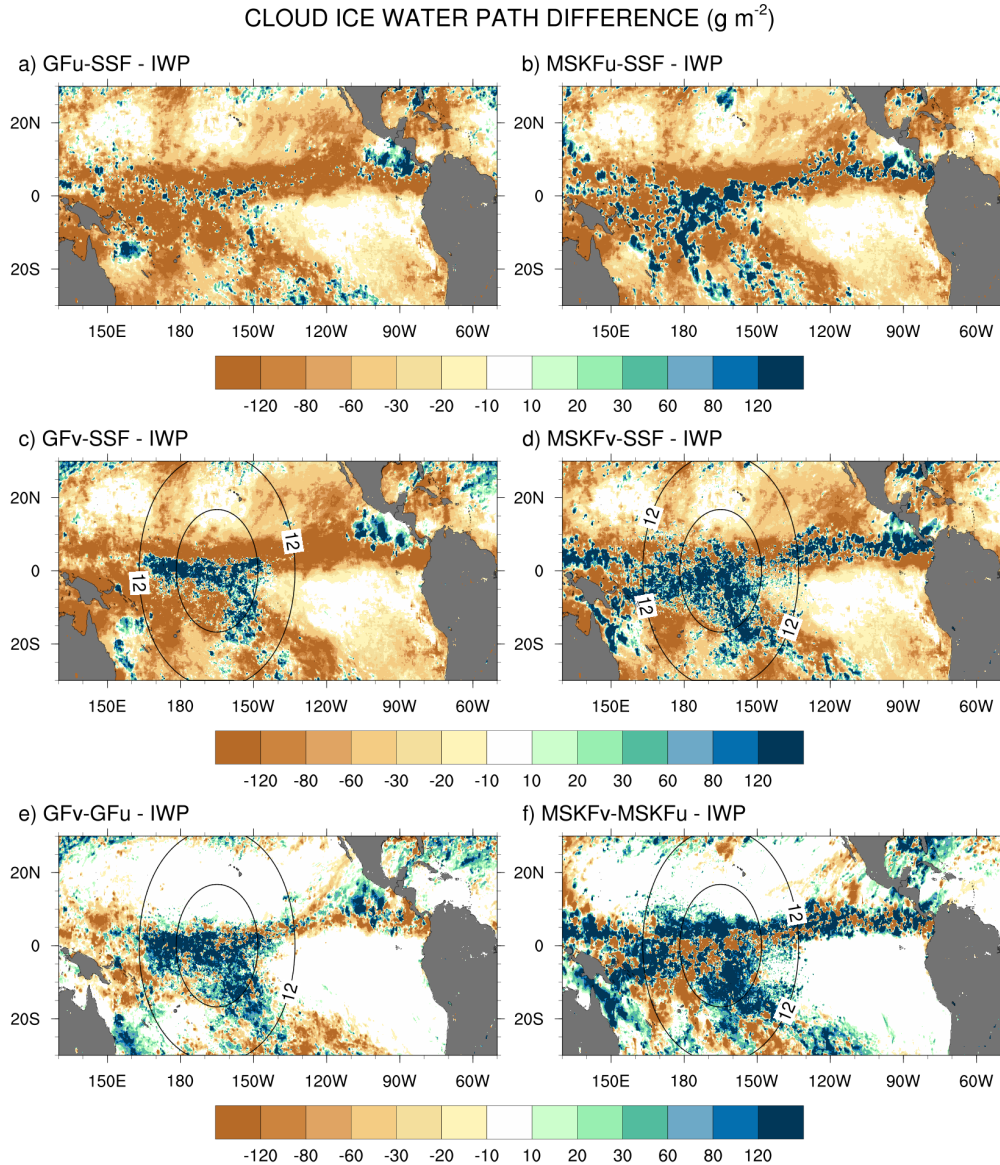 CLOUD ICE WATER PATH DIFFERENCE (g m⁻²)
a) GFu-SSF - IWP
b) MSKFu-SSF - IWP
20N
0
20S
150E 180 150W 120W 90W 60W
20N
0
20S
150E 180 150W 120W 90W 60W
-120 -80 -60 -30 -20 -10 10 20 30 60 80 120
c) GFv-SSF - IWP
d) MSKFv-SSF - IWP
20N
0
20S
12
12
150E 180 150W 120W 90W 60W
20N
0
20S
12
12
12
150E 180 150W 120W 90W 60W
-120 -80 -60 -30 -20 -10 10 20 30 60 80 120
e) GFv-GFu - IWP
f) MSKFv-MSKFu - IWP
20N
0
20S
12
150E 180 150W 120W 90W 60W
20N
0
20S
12
12
150E 180 150W 120W 90W 60W
-120 -80 -60 -30 -20 -10 10 20 30 60 80 120